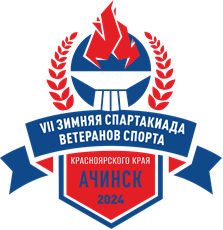 VII ЗИМНЯЯ СПАРТАКИАДА
ВЕТЕРАНОВ СПОРТА
КРАСНОЯРСКОГО КРАЯ
АЧИНСК
2024